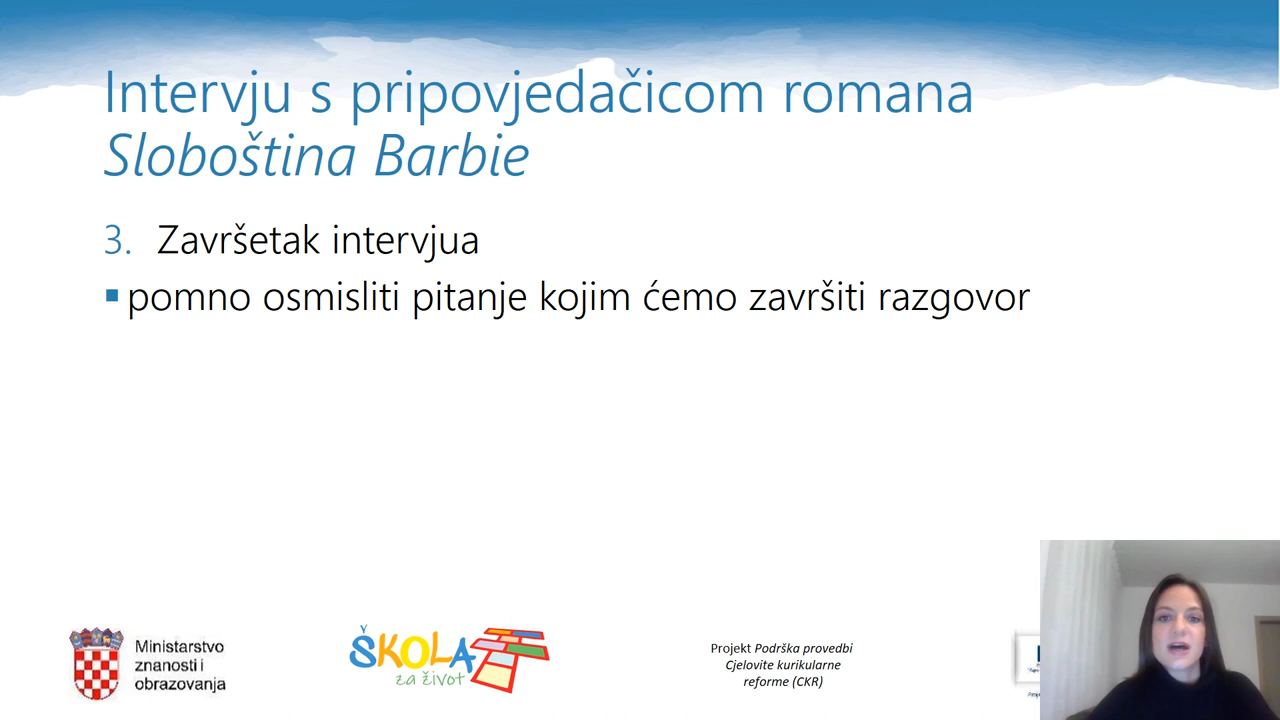 Intervju s pripovjedačicom romana
Sloboština Barbie
3. Završetak intervjua
▪ pomno osmisliti pitanje kojim ćemo završiti razgovor
Ministarstvo
znanosti i
obrazovanja
ŠKOLA
za život
Projekt Podrška provedbi
Cjelovite kurikularne
reforme (CKR)